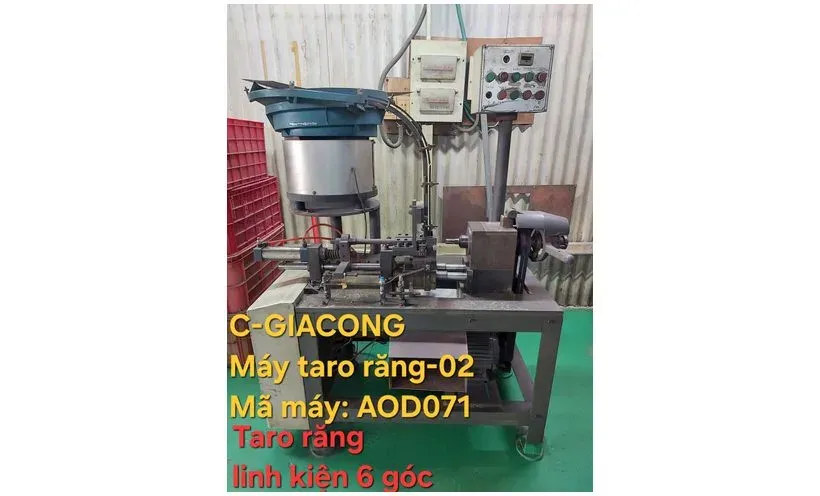 C-GIACONG
Máy taro răng-02
Mã máy: AOD071
Taro răng
linh kiện 6 góc